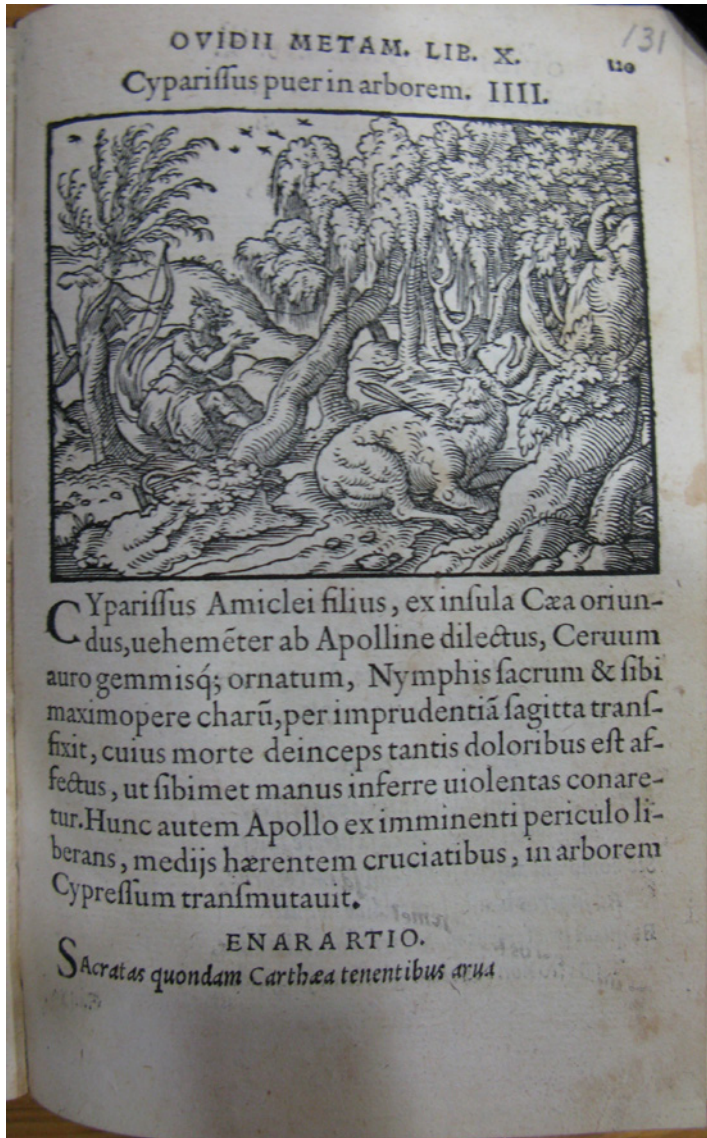 OVIDII METAM. LIB. X.
131
120
Cypariſſus puer in arborem. IIII.
CYpariſſus Amiclei filius, ex inſula Cæa oriun-
dus,uehemẽter ab Apolline dilectus, Ceruum
auro gemmisq́; ornatum, Nymphis ſacrum & ſibi
maximopere charũ,per imprudentiã ſagitta tranſ-
fixit, cuius morte deinceps tantis doloribus eſt af-
fectus, ut ſibimet manus inferre uiolentas conare-
tur.Hunc autem Apollo ex imminenti periculo li-
berans, medijs hærentem cruciatibus, in arborem
Cypreſſum tranſmutauit.
ENARARTIO.
SAcratas quondam Carthæa tenentibus arua